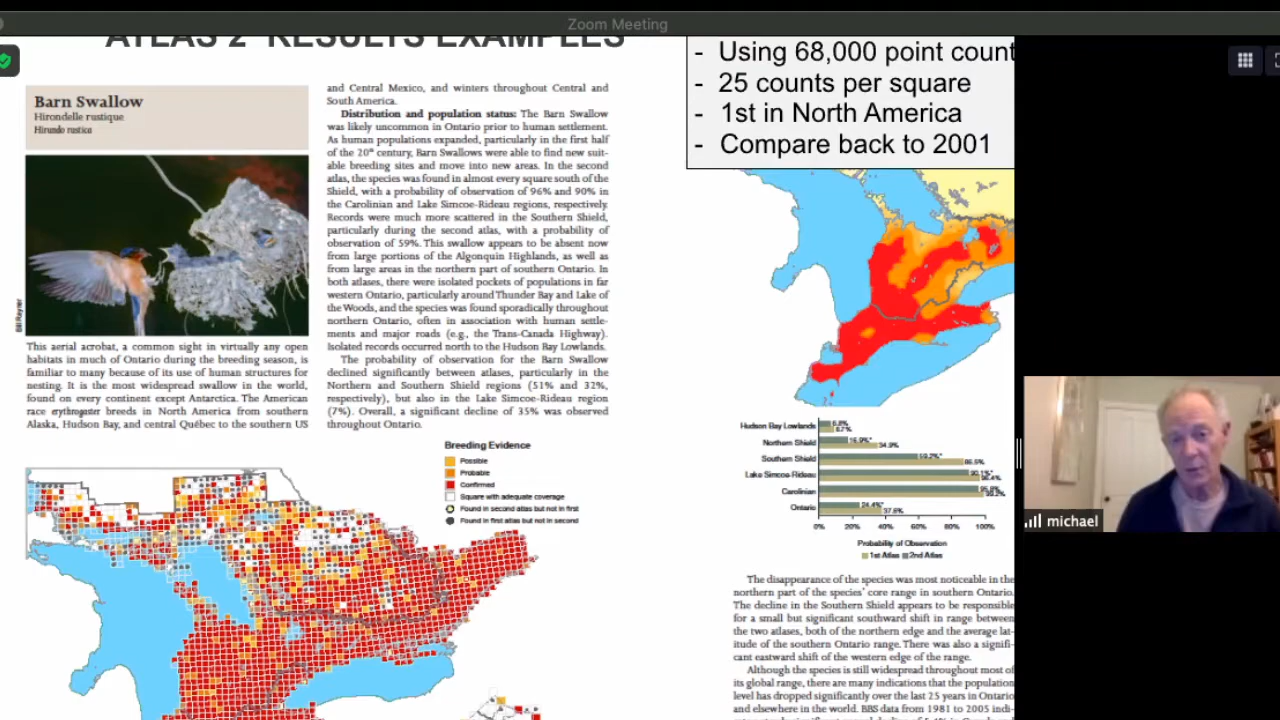 Zoom Meeting
ATLAS 2 RESULTS EXAMPLES
- Using 68,000 point count
- 25 counts per square
- 1st in North America
- Compare back to 2001
Barn Swallow
Hirondelle rustique
Hirundo rustica
Bill Rayner
This aerial acrobat, a common sight in virtually any open
habitats in much of Ontario during the breeding season, is
familiar to many because of its use of human structures for
nesting. It is the most widespread swallow in the world,
found on every continent except Antarctica. The American
race erythrogaster breeds in North America from southern
Alaska, Hudson Bay, and central Québec to the southern US
and Central Mexico, and winters throughout Central and
South America.
Distribution and population status: The Barn Swallow
was likely uncommon in Ontario prior to human settlement.
As human populations expanded, particularly in the first half
of the 20th century, Barn Swallows were able to find new suit-
able breeding sites and move into new areas. In the second
atlas, the species was found in almost every square south of the
Shield, with a probability of observation of 96% and 90% in
the Carolinian and Lake Simcoe-Rideau regions, respectively.
Records were much more scattered in the Southern Shield,
particularly during the second atlas, with a probability of
observation of 59%. This swallow appears to be absent now
from large portions of the Algonquin Highlands, as well as
from large areas in the northern part of southern Ontario. In
both atlases, there were isolated pockets of populations in far
western Ontario, particularly around Thunder Bay and Lake of
the Woods, and the species was found sporadically throughout
northern Ontario, often in association with human settle-
ments and major roads (e.g., the Trans-Canada Highway).
Isolated records occurred north to the Hudson Bay Lowlands.
The probability of observation for the Barn Swallow
declined significantly between atlases, particularly in the
Northern and Southern Shield regions (51% and 32%,
respectively), but also in the Lake Simcoe-Rideau region
(7%). Overall, a significant decline of 35% was observed
throughout Ontario.
Breeding Evidence
Possible
Probable
Confirmed
Square with adequate coverage
Found in second atlas but not in first
Found in first atlas but not in second
Hudson Bay Lowlands
Northern Shield 16.9%* 34.9%
Southern Shield 59.2%* 86.5%
Lake Simcoe-Rideau 90.1%* 96.4%
Carolinian
Ontario 24.4%* 37.6%
0% 20% 40% 60% 80% 100%
Probability of Observation
1st Atlas 2nd Atlas
The disappearance of the species was most noticeable in the
northern part of the species' core range in southern Ontario.
The decline in the Southern Shield appears to be responsible
for a small but significant southward shift in range between
the two atlases, both of the northern edge and the average lat-
itude of the southern Ontario range. There was also a signifi-
cant eastward shift of the western edge of the range.
Although the species is still widespread throughout most of
its global range, there are many indications that the population
level has dropped significantly over the last 25 years in Ontario
and elsewhere in the world. BBS data from 1981 to 2005 indi-
michael